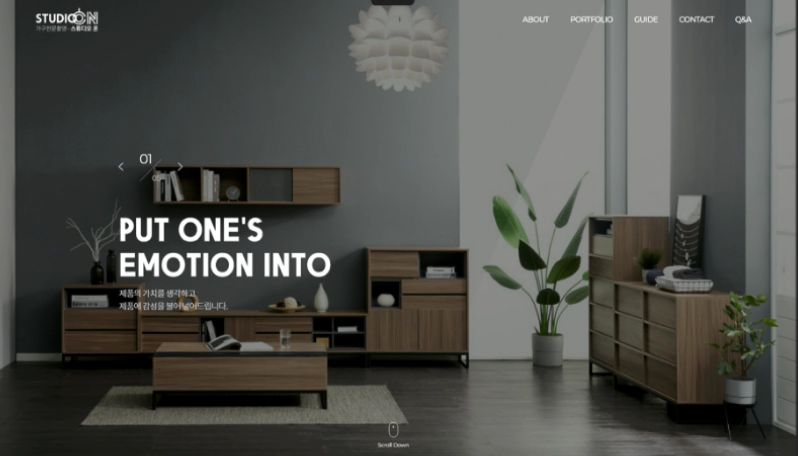 STUDIO ON
가구전문촬영 · 스튜디오 온
ABOUT PORTFOLIO GUIDE CONTACT Q&A
01
PUT ONE'S
EMOTION INTO
제품의 가치를 생각하고
제품에 감성을 불어 넣어드립니다.
Scroll Down